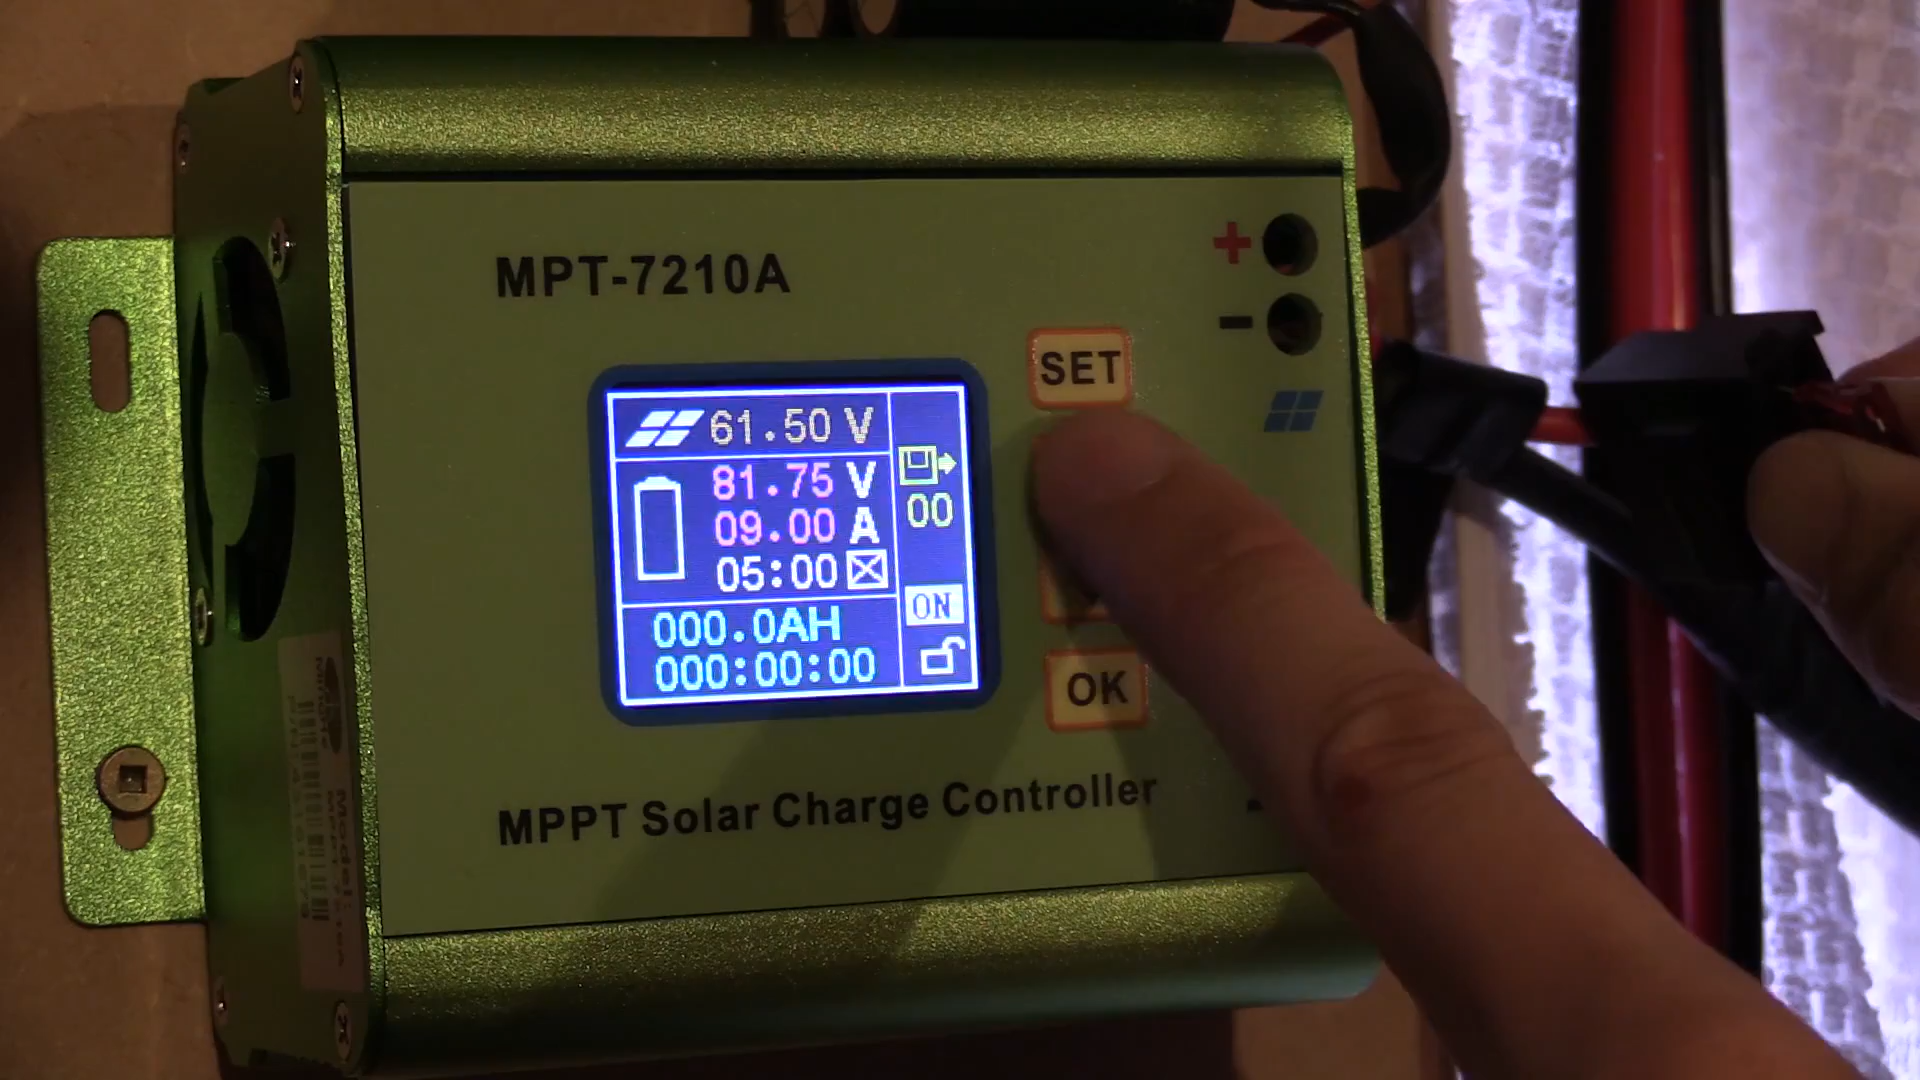 MPT-7210A
+
-
SET
61.50 V
81.75 V
09.00 A
05:00
000.0AH
000:00:00
00
ON
OK
MPPT Solar Charge Controller
Model: